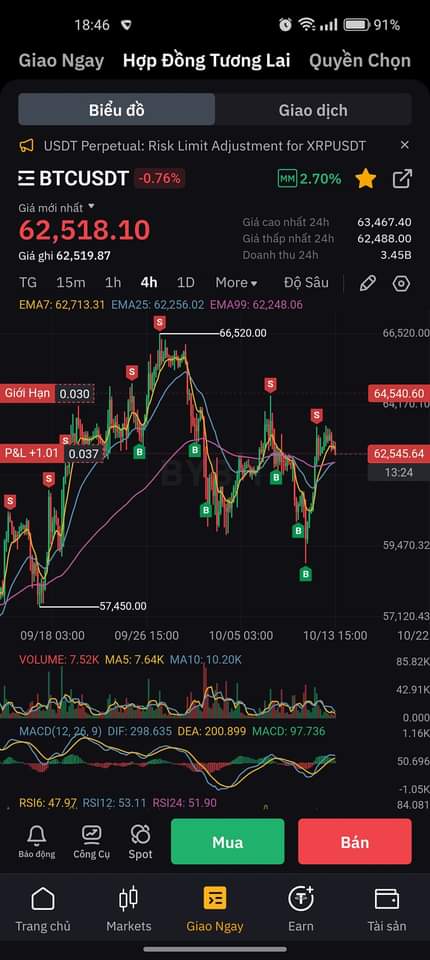 18:46 91%
Giao Ngay Hợp Đồng Tương Lai Quyền Chọn
Biểu đồ Giao dịch
USDT Perpetual: Risk Limit Adjustment for XRPUSDT ×
BTCUSDT -0.76% MM 2.70%
Giá mới nhất
62,518.10
Giá ghi 62,519.87
Giá cao nhất 24h 63,467.40
Giá thấp nhất 24h 62,488.00
Doanh thu 24h 3.45B
TG 15m 1h 4h 1D More Độ Sâu
EMA7: 62,713.31 EMA25: 62,256.02 EMA99: 62,248.06
S 66,520.00 66,520.00
S S
Giới Hạn 0.030 64,540.60
64,170.10
S S
P&L +1.01 0.037 B B 62,545.64
13:24
S B
S B
B
59,470.32
B
57,450.00
57,120.43
09/18 03:00 09/26 15:00 10/05 03:00 10/13 15:00 10/22
VOLUME: 7.52K MA5: 7.64K MA10: 10.20K 85.82K
42.91K
0.000
MACD(12,26,9) DIF: 298.635 DEA: 200.899 MACD: 97.736 1.16K
50.696
-1.05K
RSI6: 47.97 RSI12: 53.11 RSI24: 51.90 84.081
Báo động Công Cụ Spot Mua Bán
Trang chủ Markets Giao Ngay Earn Tài sản